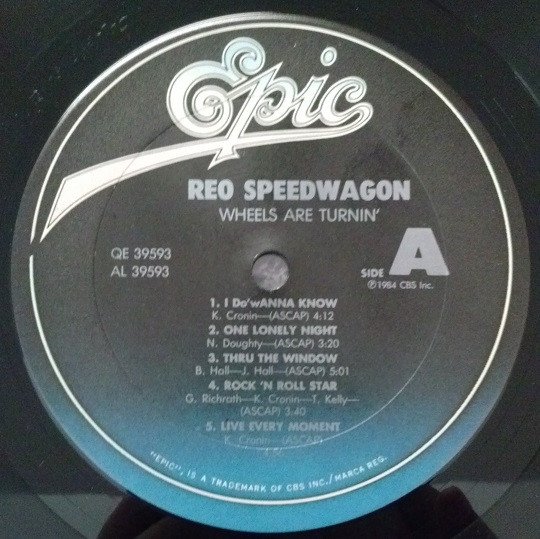 Epic
REO SPEEDWAGON
WHEELS ARE TURNIN'
QE 39593
AL 39593
SIDE A
℗1984 CBS Inc.
1. I Do'wANNA KNOW
K. Cronin—(ASCAP) 4:12
2. ONE LONELY NIGHT
N. Doughty—(ASCAP) 3:20
3. THRU THE WINDOW
B. Hall—J. Hall—(ASCAP) 5:01
4. ROCK 'N ROLL STAR
G. Richrath—K. Cronin—T. Kelly—
(ASCAP) 3:40
5. LIVE EVERY MOMENT
K. Cronin—(ASCAP)
"EPIC", IS A TRADEMARK OF CBS INC./MARCA REG.